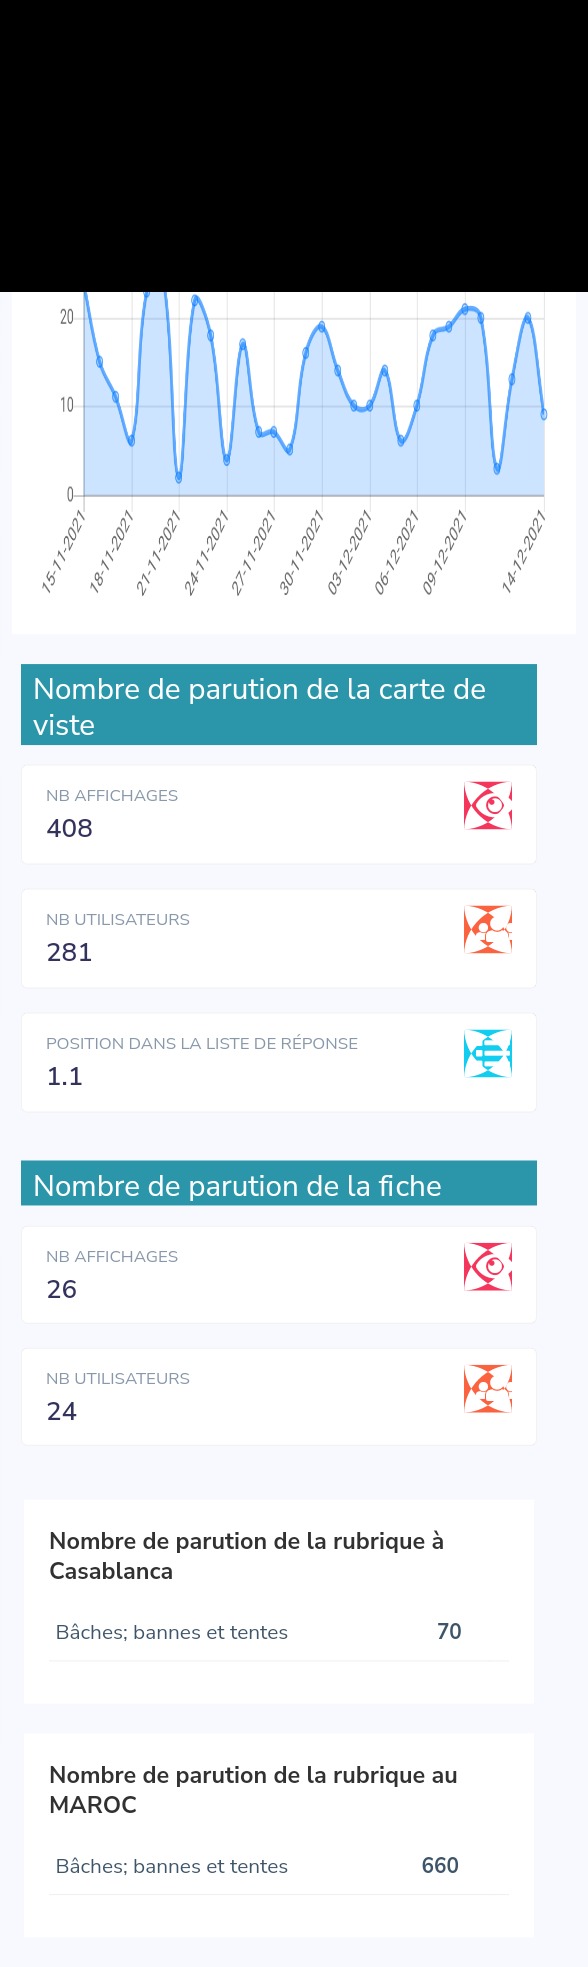 20
10
0
15-11-2021
18-11-2021
21-11-2021
24-11-2021
27-11-2021
30-11-2021
03-12-2021
06-12-2021
09-12-2021
14-12-2021
Nombre de parution de la carte de
viste
NB AFFICHAGES
408
NB UTILISATEURS
281
POSITION DANS LA LISTE DE RÉPONSE
1.1
Nombre de parution de la fiche
NB AFFICHAGES
26
NB UTILISATEURS
24
Nombre de parution de la rubrique à
Casablanca
Bâches; bannes et tentes 70
Nombre de parution de la rubrique au
MAROC
Bâches; bannes et tentes 660